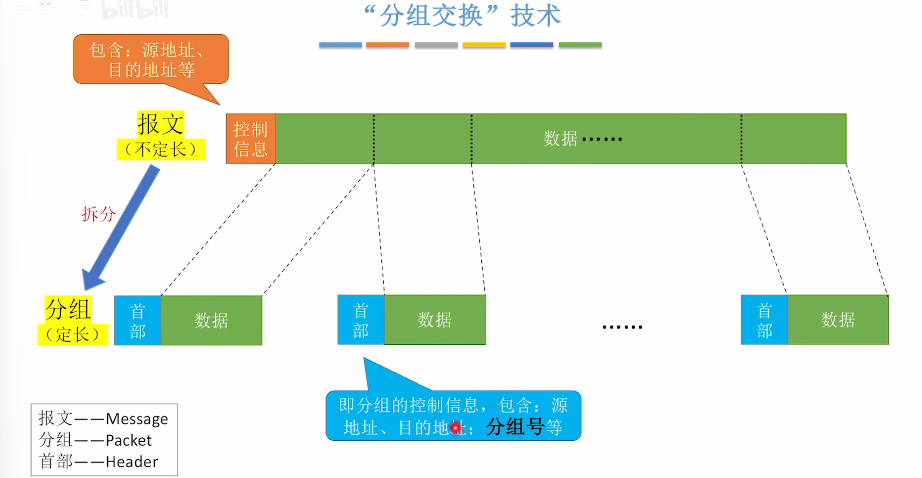 bilibili
“分组交换”技术
包含：源地址、
目的地址等
报文
（不定长）
控制
信息
数据……
拆分
分组
（定长）
首
部
数据
首
部
数据
……
首
部
数据
即分组的控制信息，包含：源
地址、目的地址；分组号等
报文——Message
分组——Packet
首部——Header